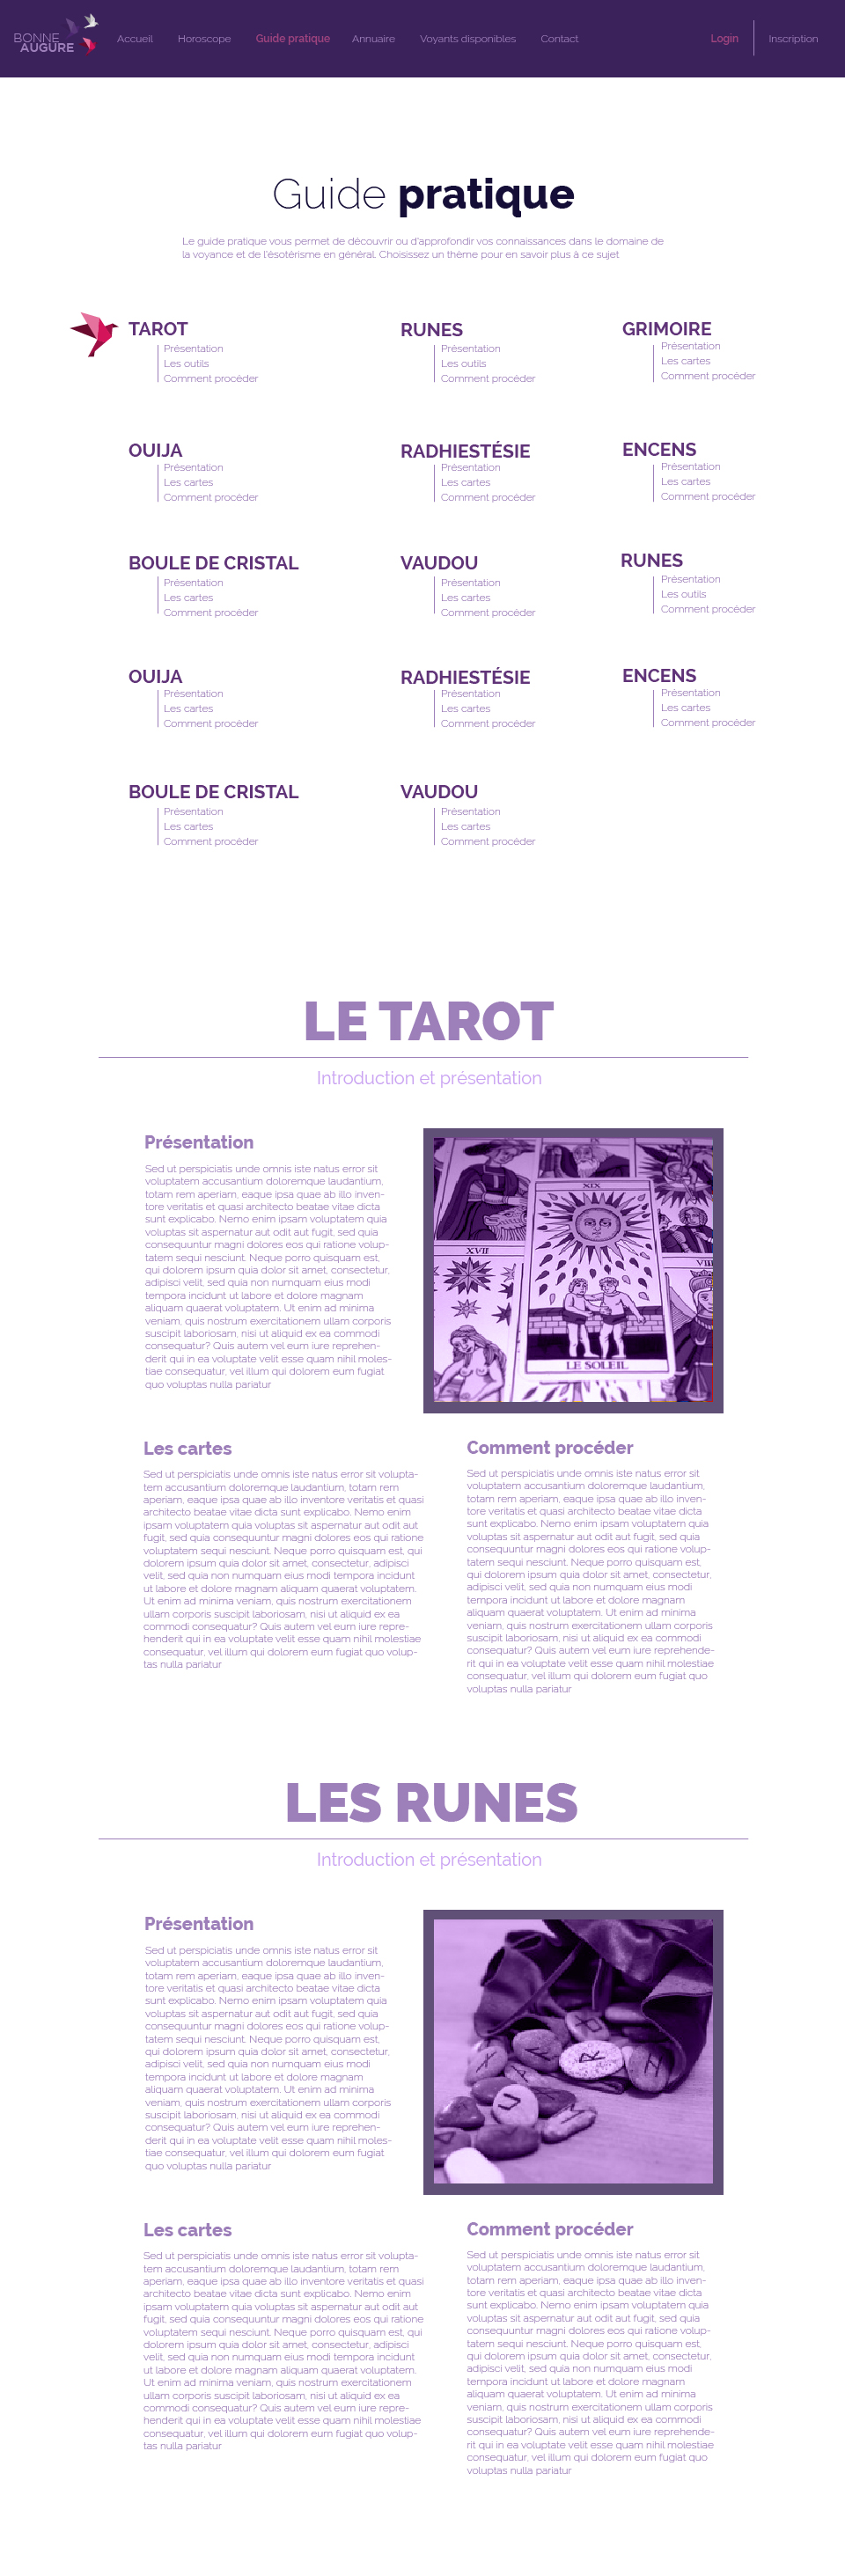 BONNE
AUGURE
Accueil Horoscope Guide pratique Annuaire Voyants disponibles Contact Login Inscription
Guide pratique
Le guide pratique vous permet de découvrir ou d'approfondir vos connaissances dans le domaine de
la voyance et de l'ésotérisme en général. Choisissez un thème pour en savoir plus à ce sujet
TAROT
Présentation
Les outils
Comment procéder
RUNES
Présentation
Les outils
Comment procéder
GRIMOIRE
Présentation
Les cartes
Comment procéder
OUIJA
Présentation
Les cartes
Comment procéder
RADHIESTÉSIE
Présentation
Les cartes
Comment procéder
ENCENS
Présentation
Les cartes
Comment procéder
BOULE DE CRISTAL
Présentation
Les cartes
Comment procéder
VAUDOU
Présentation
Les cartes
Comment procéder
RUNES
Présentation
Les outils
Comment procéder
OUIJA
Présentation
Les cartes
Comment procéder
RADHIESTÉSIE
Présentation
Les cartes
Comment procéder
ENCENS
Présentation
Les cartes
Comment procéder
BOULE DE CRISTAL
Présentation
Les cartes
Comment procéder
VAUDOU
Présentation
Les cartes
Comment procéder
LE TAROT
Introduction et présentation
Présentation
Sed ut perspiciatis unde omnis iste natus error sit
voluptatem accusantium doloremque laudantium,
totam rem aperiam, eaque ipsa quae ab illo inven-
tore veritatis et quasi architecto beatae vitae dicta
sunt explicabo. Nemo enim ipsam voluptatem quia
voluptas sit aspernatur aut odit aut fugit, sed quia
consequuntur magni dolores eos qui ratione volup-
tatem sequi nesciunt. Neque porro quisquam est,
qui dolorem ipsum quia dolor sit amet, consectetur,
adipisci velit, sed quia non numquam eius modi
tempora incidunt ut labore et dolore magnam
aliquam quaerat voluptatem. Ut enim ad minima
veniam, quis nostrum exercitationem ullam corporis
suscipit laboriosam, nisi ut aliquid ex ea commodi
consequatur? Quis autem vel eum iure reprehen-
derit qui in ea voluptate velit esse quam nihil moles-
tiae consequatur, vel illum qui dolorem eum fugiat
quo voluptas nulla pariatur
XIX
XVII
VIII
LE SOLEIL
Les cartes
Sed ut perspiciatis unde omnis iste natus error sit volupta-
tem accusantium doloremque laudantium, totam rem
aperiam, eaque ipsa quae ab illo inventore veritatis et quasi
architecto beatae vitae dicta sunt explicabo. Nemo enim
ipsam voluptatem quia voluptas sit aspernatur aut odit aut
fugit, sed quia consequuntur magni dolores eos qui ratione
voluptatem sequi nesciunt. Neque porro quisquam est, qui
dolorem ipsum quia dolor sit amet, consectetur, adipisci
velit, sed quia non numquam eius modi tempora incidunt
ut labore et dolore magnam aliquam quaerat voluptatem.
Ut enim ad minima veniam, quis nostrum exercitationem
ullam corporis suscipit laboriosam, nisi ut aliquid ex ea
commodi consequatur? Quis autem vel eum iure repre-
henderit qui in ea voluptate velit esse quam nihil molestiae
consequatur, vel illum qui dolorem eum fugiat quo volup-
tas nulla pariatur
Comment procéder
Sed ut perspiciatis unde omnis iste natus error sit
voluptatem accusantium doloremque laudantium,
totam rem aperiam, eaque ipsa quae ab illo inven-
tore veritatis et quasi architecto beatae vitae dicta
sunt explicabo. Nemo enim ipsam voluptatem quia
voluptas sit aspernatur aut odit aut fugit, sed quia
consequuntur magni dolores eos qui ratione volup-
tatem sequi nesciunt. Neque porro quisquam est,
qui dolorem ipsum quia dolor sit amet, consectetur,
adipisci velit, sed quia non numquam eius modi
tempora incidunt ut labore et dolore magnam
aliquam quaerat voluptatem. Ut enim ad minima
veniam, quis nostrum exercitationem ullam corporis
suscipit laboriosam, nisi ut aliquid ex ea commodi
consequatur? Quis autem vel eum iure reprehende-
rit qui in ea voluptate velit esse quam nihil molestiae
consequatur, vel illum qui dolorem eum fugiat quo
voluptas nulla pariatur
LES RUNES
Introduction et présentation
Présentation
Sed ut perspiciatis unde omnis iste natus error sit
voluptatem accusantium doloremque laudantium,
totam rem aperiam, eaque ipsa quae ab illo inven-
tore veritatis et quasi architecto beatae vitae dicta
sunt explicabo. Nemo enim ipsam voluptatem quia
voluptas sit aspernatur aut odit aut fugit, sed quia
consequuntur magni dolores eos qui ratione volup-
tatem sequi nesciunt. Neque porro quisquam est,
qui dolorem ipsum quia dolor sit amet, consectetur,
adipisci velit, sed quia non numquam eius modi
tempora incidunt ut labore et dolore magnam
aliquam quaerat voluptatem. Ut enim ad minima
veniam, quis nostrum exercitationem ullam corporis
suscipit laboriosam, nisi ut aliquid ex ea commodi
consequatur? Quis autem vel eum iure reprehen-
derit qui in ea voluptate velit esse quam nihil moles-
tiae consequatur, vel illum qui dolorem eum fugiat
quo voluptas nulla pariatur
Les cartes
Sed ut perspiciatis unde omnis iste natus error sit volupta-
tem accusantium doloremque laudantium, totam rem
aperiam, eaque ipsa quae ab illo inventore veritatis et quasi
architecto beatae vitae dicta sunt explicabo. Nemo enim
ipsam voluptatem quia voluptas sit aspernatur aut odit aut
fugit, sed quia consequuntur magni dolores eos qui ratione
voluptatem sequi nesciunt. Neque porro quisquam est, qui
dolorem ipsum quia dolor sit amet, consectetur, adipisci
velit, sed quia non numquam eius modi tempora incidunt
ut labore et dolore magnam aliquam quaerat voluptatem.
Ut enim ad minima veniam, quis nostrum exercitationem
ullam corporis suscipit laboriosam, nisi ut aliquid ex ea
commodi consequatur? Quis autem vel eum iure repre-
henderit qui in ea voluptate velit esse quam nihil molestiae
consequatur, vel illum qui dolorem eum fugiat quo volup-
tas nulla pariatur
Comment procéder
Sed ut perspiciatis unde omnis iste natus error sit
voluptatem accusantium doloremque laudantium,
totam rem aperiam, eaque ipsa quae ab illo inven-
tore veritatis et quasi architecto beatae vitae dicta
sunt explicabo. Nemo enim ipsam voluptatem quia
voluptas sit aspernatur aut odit aut fugit, sed quia
consequuntur magni dolores eos qui ratione volup-
tatem sequi nesciunt. Neque porro quisquam est,
qui dolorem ipsum quia dolor sit amet, consectetur,
adipisci velit, sed quia non numquam eius modi
tempora incidunt ut labore et dolore magnam
aliquam quaerat voluptatem. Ut enim ad minima
veniam, quis nostrum exercitationem ullam corporis
suscipit laboriosam, nisi ut aliquid ex ea commodi
consequatur? Quis autem vel eum iure reprehende-
rit qui in ea voluptate velit esse quam nihil molestiae
consequatur, vel illum qui dolorem eum fugiat quo
voluptas nulla pariatur